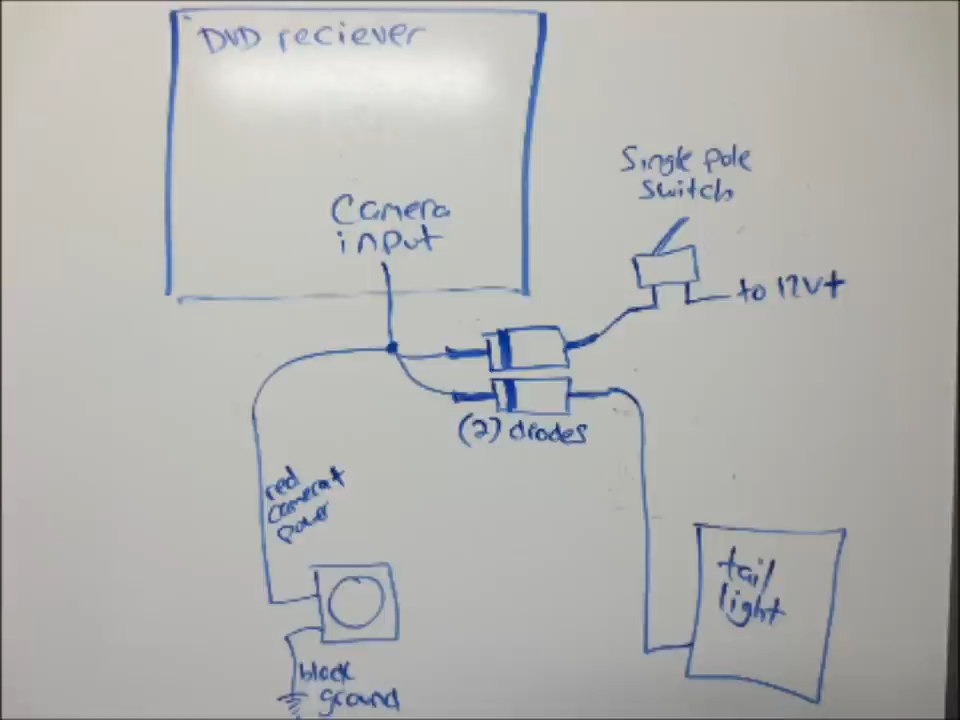 DVD reciever
Camera
input
Single pole
switch
to 12V+
(2) diodes
red
camera+
power
tail
light
black
ground